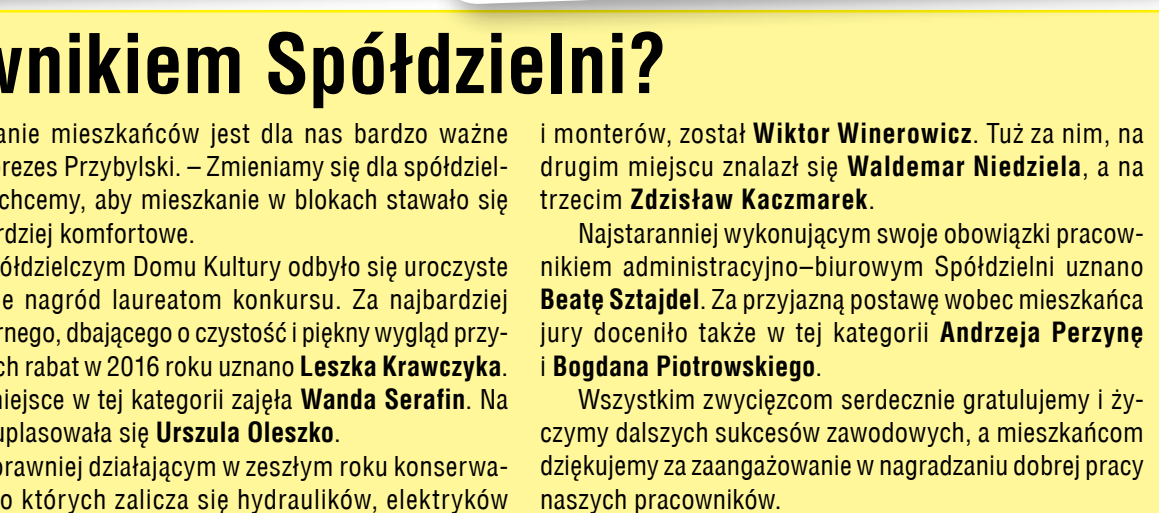 wnikiem Spółdzielni?
anie mieszkańców jest dla nas bardzo ważne
prezes Przybylski. – Zmieniamy się dla spółdziel-
chcemy, aby mieszkanie w blokach stawało się
rdziej komfortowe.
ółdzielczym Domu Kultury odbyło się uroczyste
e nagród laureatom konkursu. Za najbardziej
rnego, dbającego o czystość i piękny wygląd przy-
ch rabat w 2016 roku uznano Leszka Krawczyka.
miejsce w tej kategorii zajęła Wanda Serafin. Na
uplasowała się Urszula Oleszko.
prawniej działającym w zeszłym roku konserwa-
o których zalicza się hydraulików, elektryków
i monterów, został Wiktor Winerowicz. Tuż za nim, na
drugim miejscu znalazł się Waldemar Niedziela, a na
trzecim Zdzisław Kaczmarek.
Najstaranniej wykonującym swoje obowiązki pracow-
nikiem administracyjno–biurowym Spółdzielni uznano
Beatę Sztajdel. Za przyjazną postawę wobec mieszkańca
jury doceniło także w tej kategorii Andrzeja Perzynę
i Bogdana Piotrowskiego.
Wszystkim zwycięzcom serdecznie gratulujemy i ży-
czymy dalszych sukcesów zawodowych, a mieszkańcom
dziękujemy za zaangażowanie w nagradzaniu dobrej pracy
naszych pracowników.